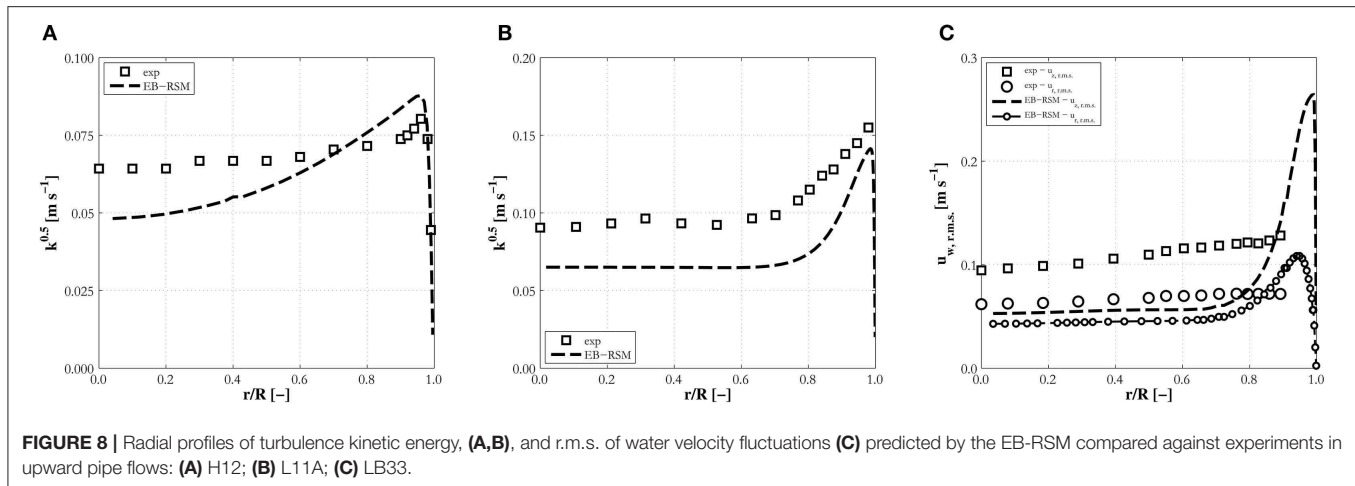 A
B
C
0.100
0.075
0.050
0.025
0.000
k^0.5 [m s^-1]
exp
EB-RSM
0.0 0.2 0.4 0.6 0.8 1.0
r/R [-]
0.20
0.15
0.10
0.05
0.00
k^0.5 [m s^-1]
exp
EB-RSM
0.0 0.2 0.4 0.6 0.8 1.0
r/R [-]
0.3
0.2
0.1
0.0
u_w, r.m.s. [m s^-1]
exp - u_z, r.m.s.
exp - u_r, r.m.s.
EB-RSM - u_z, r.m.s.
EB-RSM - u_r, r.m.s.
0.0 0.2 0.4 0.6 0.8 1.0
r/R [-]
FIGURE 8 | Radial profiles of turbulence kinetic energy, (A,B), and r.m.s. of water velocity fluctuations (C) predicted by the EB-RSM compared against experiments in
upward pipe flows: (A) H12; (B) L11A; (C) LB33.